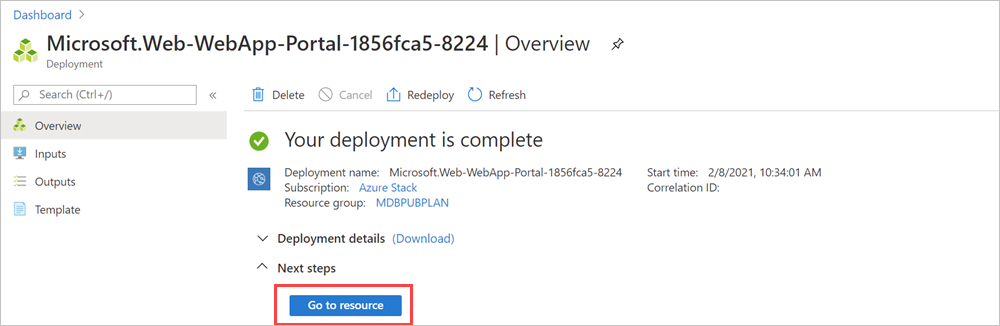 Dashboard
Microsoft.Web-WebApp-Portal-1856fca5-8224 | Overview
Deployment
Search (Ctrl+/)
Delete Cancel Redeploy Refresh
Overview
Inputs
Outputs
Template
Your deployment is complete
Deployment name: Microsoft.Web-WebApp-Portal-1856fca5-8224 Start time: 2/8/2021, 10:34:01 AM
Subscription: Azure Stack Correlation ID:
Resource group: MDBPUBPLAN
Deployment details (Download)
Next steps
Go to resource